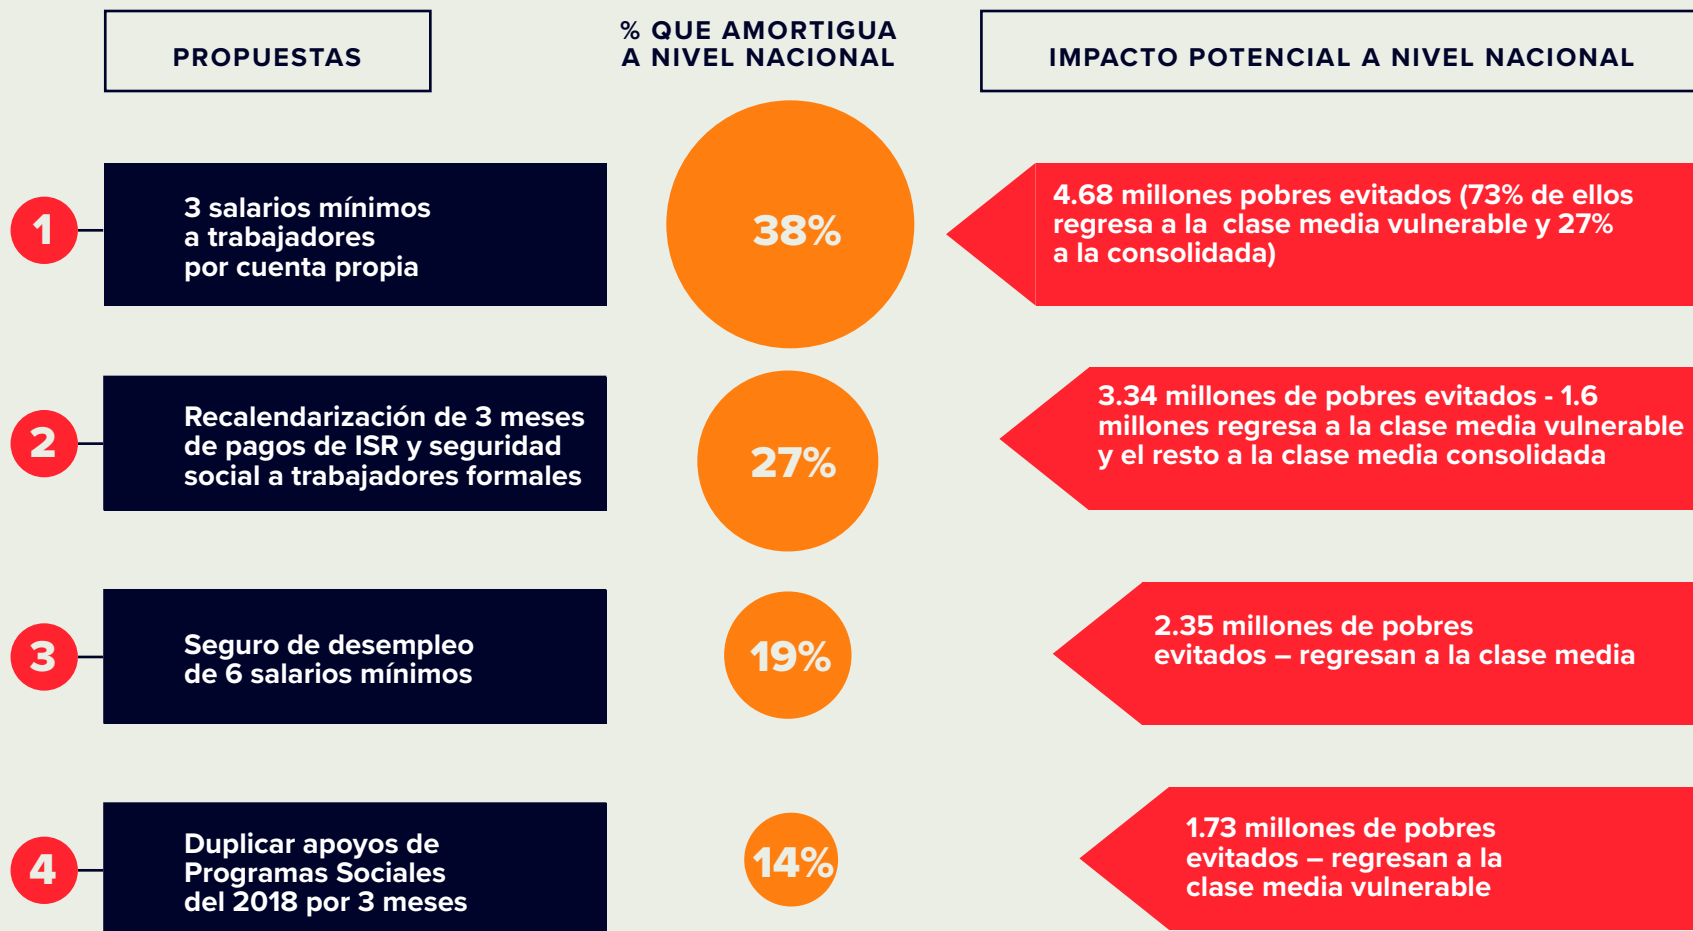 PROPUESTAS
% QUE AMORTIGUA
A NIVEL NACIONAL
IMPACTO POTENCIAL A NIVEL NACIONAL
1
3 salarios mínimos
a trabajadores
por cuenta propia
38%
4.68 millones pobres evitados (73% de ellos
regresa a la clase media vulnerable y 27%
a la consolidada)
2
Recalendarización de 3 meses
de pagos de ISR y seguridad
social a trabajadores formales
27%
3.34 millones de pobres evitados - 1.6
millones regresa a la clase media vulnerable
y el resto a la clase media consolidada
3
Seguro de desempleo
de 6 salarios mínimos
19%
2.35 millones de pobres
evitados – regresan a la clase media
4
Duplicar apoyos de
Programas Sociales
del 2018 por 3 meses
14%
1.73 millones de pobres
evitados – regresan a la
clase media vulnerable